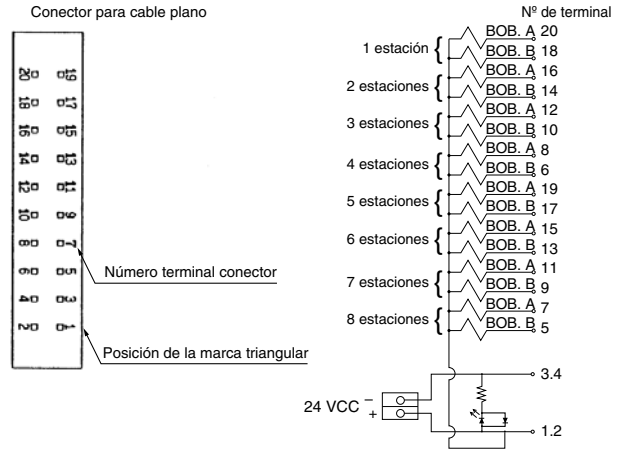 Conector para cable plano
20 19
18 17
16 15
14 13
12 11
10 9
8 7
6 5
4 3
2 1
Número terminal conector
Posición de la marca triangular
Nº de terminal
1 estación { BOB. A 20
BOB. B 18
2 estaciones { BOB. A 16
BOB. B 14
3 estaciones { BOB. A 12
BOB. B 10
4 estaciones { BOB. A 8
BOB. B 6
5 estaciones { BOB. A 19
BOB. B 17
6 estaciones { BOB. A 15
BOB. B 13
7 estaciones { BOB. A 11
BOB. B 9
8 estaciones { BOB. A 7
BOB. B 5
3.4
24 VCC − +
1.2